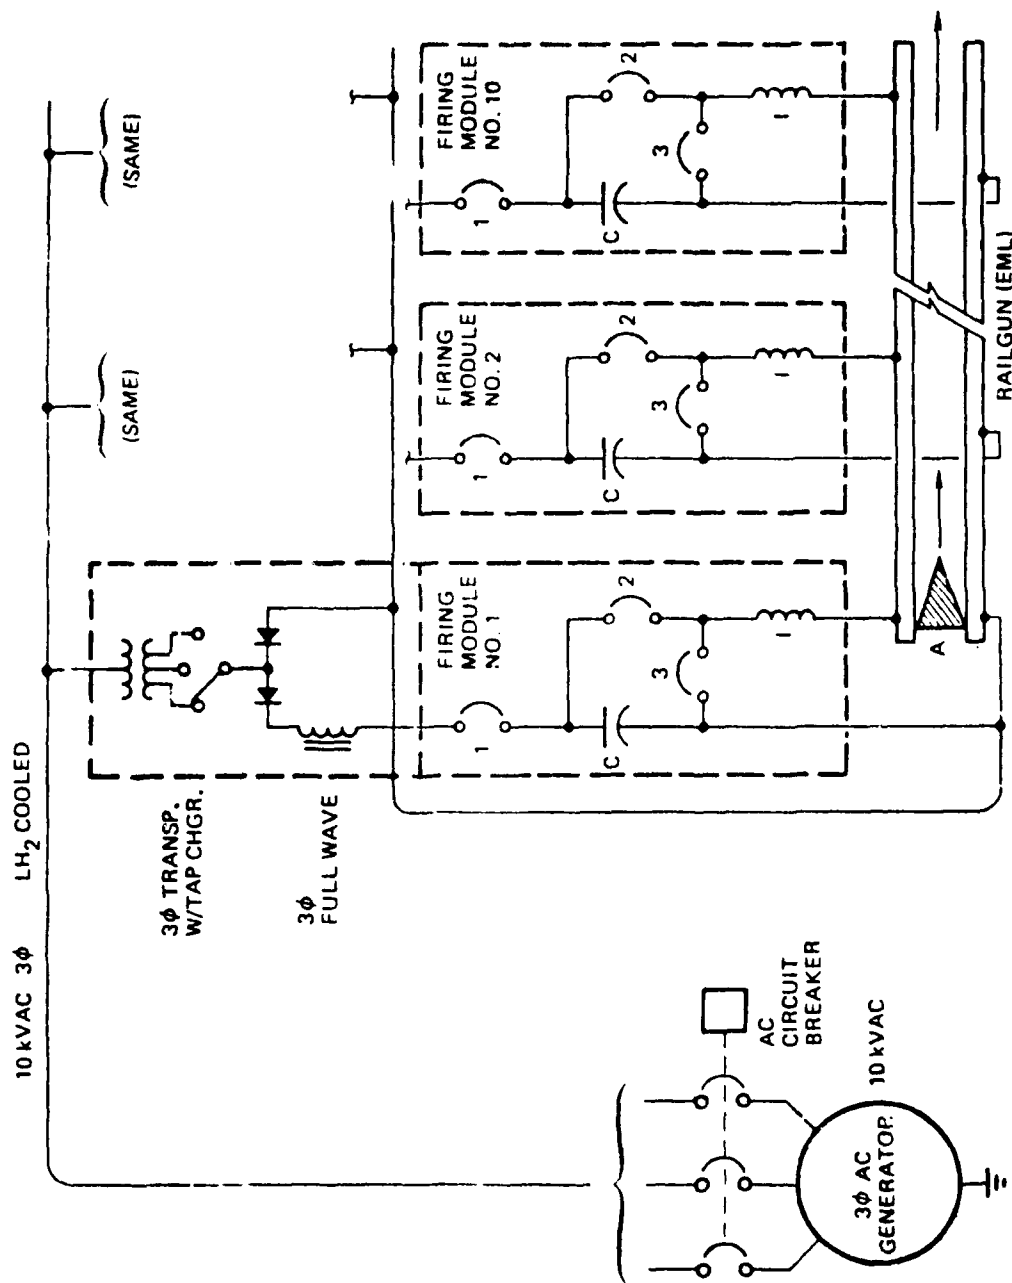 10 kVAC 3ϕ LH₂ COOLED
(SAME)
(SAME)
3ϕ TRANSP.
W/TAP CHGR.
3ϕ
FULL WAVE
FIRING
MODULE
NO. 1
1
C
2
3
I
FIRING
MODULE
NO. 2
1
C
2
3
I
FIRING
MODULE
NO. 10
1
C
2
3
I
AC
CIRCUIT
BREAKER
3ϕ AC
GENERATOR
10 kVAC
A
RAILGUN (EML)